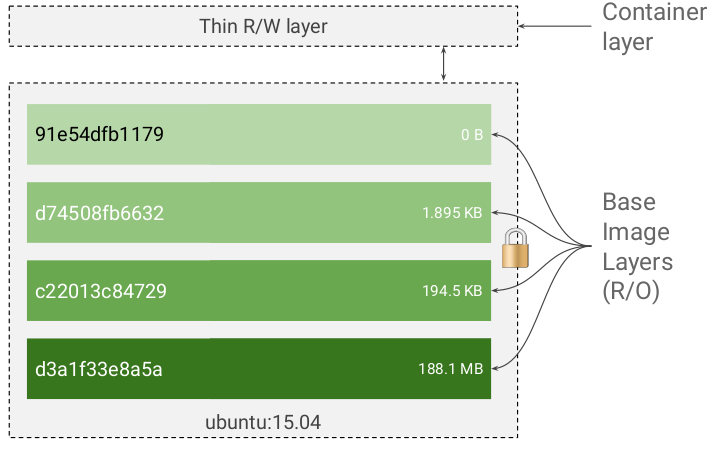 Thin R/W layer
Container
layer
91e54dfb1179 0 B
d74508fb6632 1.895 KB
c22013c84729 194.5 KB
d3a1f33e8a5a 188.1 MB
ubuntu:15.04
Base
Image
Layers
(R/O)